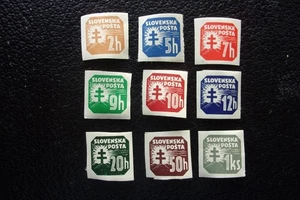 SLOVENSKÁ
POŠTA
2h
SLOVENSKÁ
POŠTA
5h
SLOVENSKÁ
POŠTA
7h
SLOVENSKÁ
POŠTA
9h
SLOVENSKÁ
POŠTA
10h
SLOVENSKÁ
POŠTA
12h
SLOVENSKÁ
POŠTA
20h
SLOVENSKÁ
POŠTA
50h
SLOVENSKÁ
POŠTA
1ks